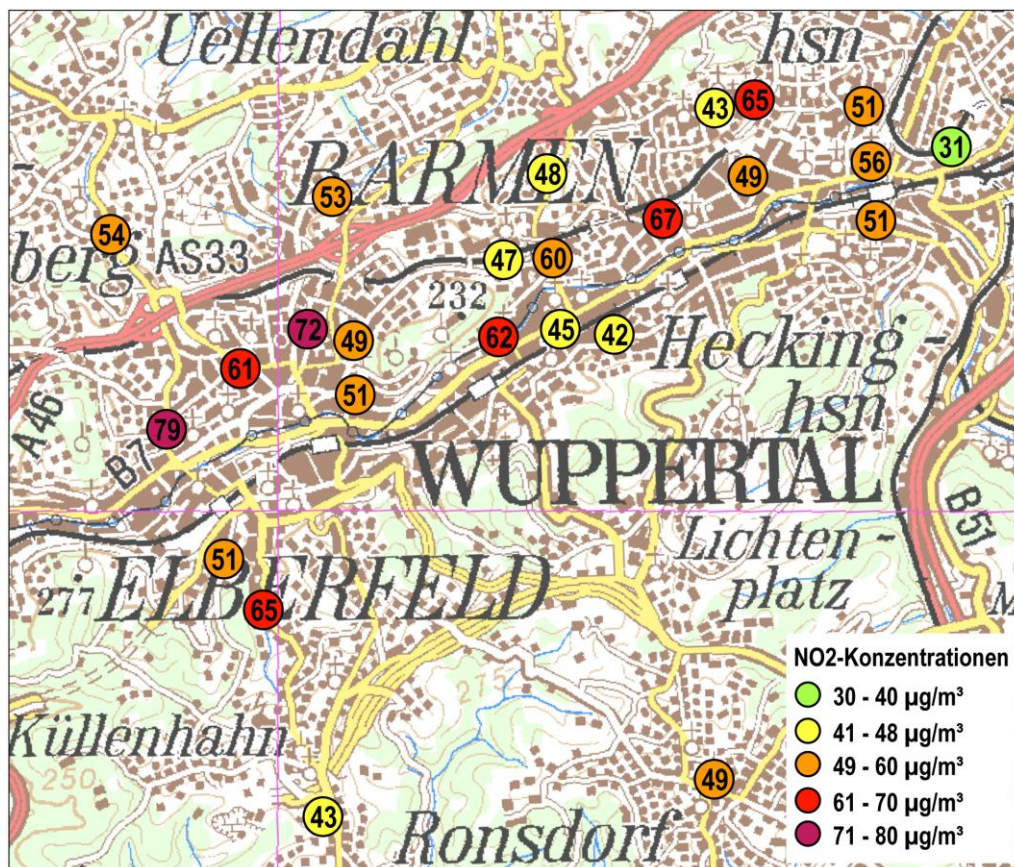 Uellendahl
hsn
43
65
51
31
56
BARMEN
48
49
53
67
51
54
berg
AS33
47
60
232
72
49
62
45
42
Hecking-
hsn
61
51
A46
79
B7
WUPPERTAL
B51
Lichten-
platz
51
ELBERFELD
277
65
M
215
NO2-Konzentrationen
30 - 40 µg/m³
41 - 48 µg/m³
49 - 60 µg/m³
61 - 70 µg/m³
71 - 80 µg/m³
Küllenhahn
250
49
43
Ronsdorf